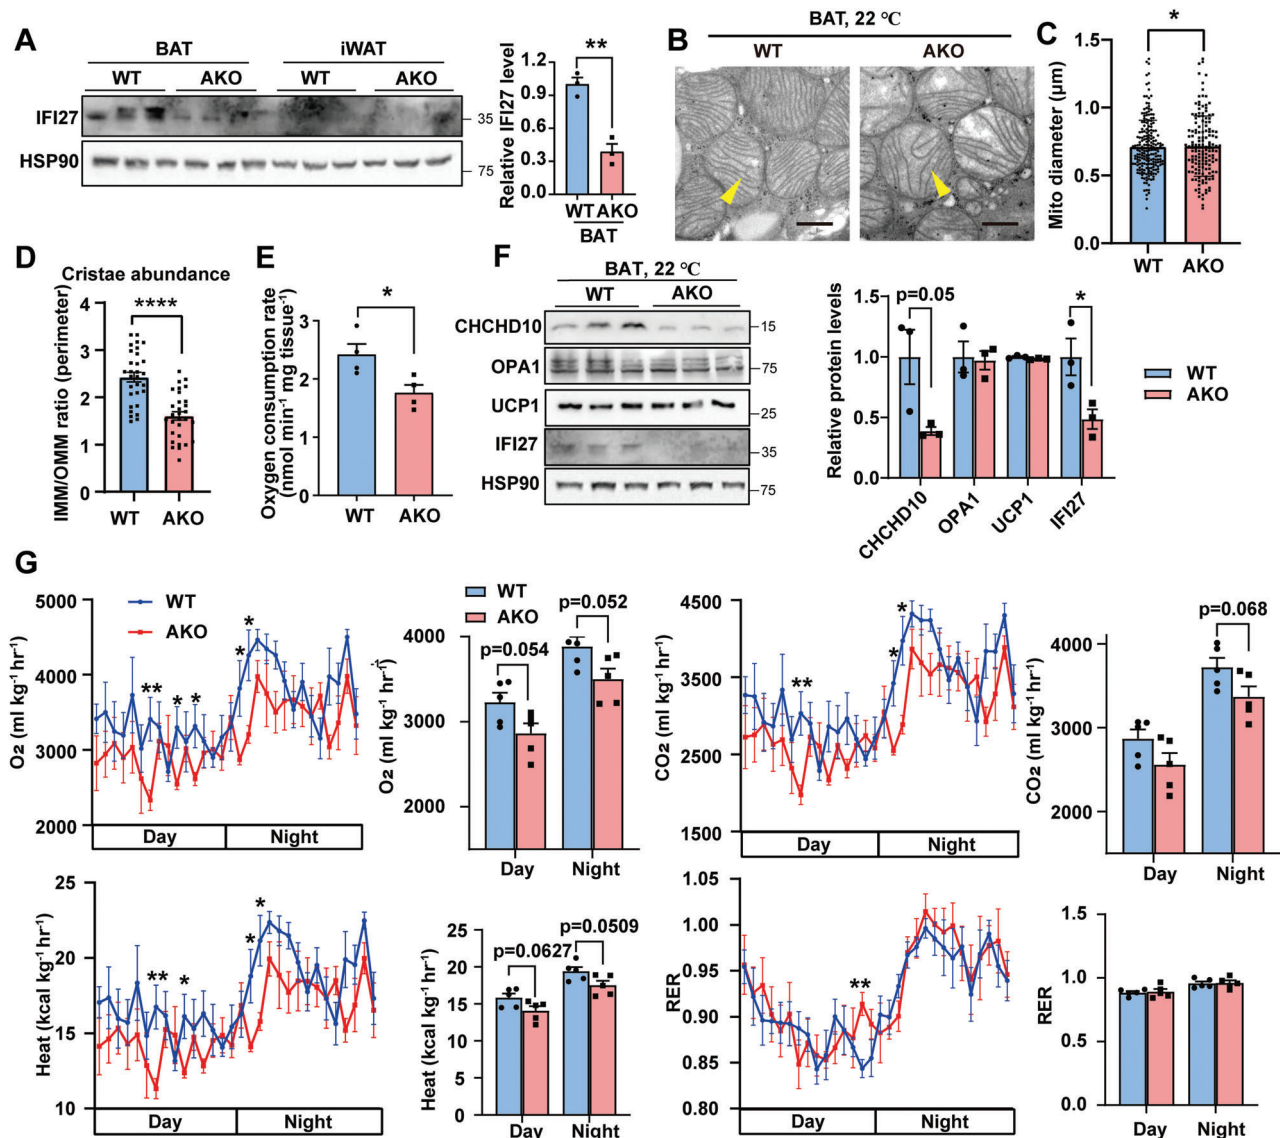 A
BAT
iWAT
WT
AKO
WT
AKO
IFI27
35
HSP90
75
Relative IFI27 level
1.2
0.9
0.6
0.3
0.0
**
WT AKO
BAT
B
BAT, 22 °C
WT
AKO
C
Mito diameter (µm)
1.5
1.0
0.5
0.0
*
WT
AKO
D
Cristae abundance
IMM/OMM ratio (perimeter)
4
3
2
1
0
****
WT
AKO
E
Oxygen consumption rate
(nmol min⁻¹ mg tissue⁻¹)
3
2
1
0
*
WT
AKO
F
BAT, 22 °C
WT
AKO
CHCHD10
15
OPA1
75
UCP1
25
IFI27
35
HSP90
75
Relative protein levels
1.5
1.0
0.5
0.0
p=0.05
*
CHCHD10
OPA1
UCP1
IFI27
WT
AKO
G
O₂ (ml kg⁻¹ hr⁻¹)
5000
4000
3000
2000
WT
AKO
** * * * *
Day
Night
WT
AKO
O₂ (ml kg⁻¹ hr⁻¹)
4000
3000
2000
p=0.054
p=0.052
Day
Night
CO₂ (ml kg⁻¹ hr⁻¹)
4500
3500
2500
1500
** * *
Day
Night
CO₂ (ml kg⁻¹ hr⁻¹)
4000
3000
2000
p=0.068
Day
Night
Heat (kcal kg⁻¹ hr⁻¹)
25
20
15
10
** * * *
Day
Night
Heat (kcal kg⁻¹ hr⁻¹)
25
20
15
10
5
0
p=0.0627
p=0.0509
Day
Night
RER
1.05
1.00
0.95
0.90
0.85
0.80
**
Day
Night
RER
1.5
1.0
0.5
0.0
Day
Night